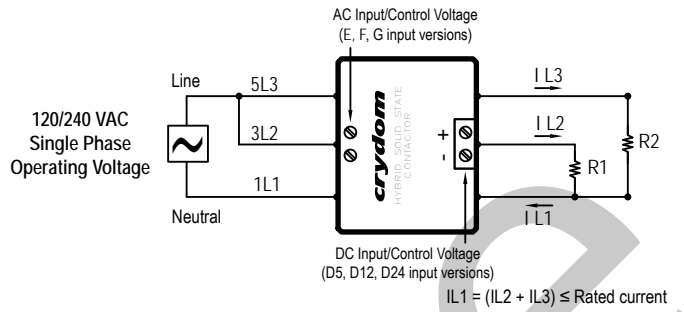 AC Input/Control Voltage
(E, F, G input versions)
Line
5L3
I L3
120/240 VAC
Single Phase
Operating Voltage
3L2
crydom
HYBRID SOLID STATE
CONTACTOR
+
-
I L2
R1
R2
1L1
Neutral
I L1
DC Input/Control Voltage
(D5, D12, D24 input versions)
IL1 = (IL2 + IL3) ≤ Rated current